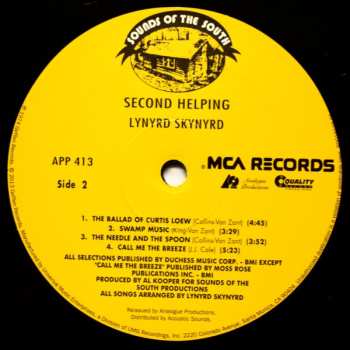 SOUNDS OF THE SOUTH
SECOND HELPING
LYNYRD SKYNYRD
APP 413
MCA RECORDS
Side 2
Analogue
Productions
QUALITY
1. THE BALLAD OF CURTIS LOEW (Collins-Van Zant) (4:45)
2. SWAMP MUSIC (King-Van Zant) (3:29)
3. THE NEEDLE AND THE SPOON (Collins-Van Zant) (3:52)
4. CALL ME THE BREEZE (J.J. Cale) (5:23)
ALL SELECTIONS PUBLISHED BY DUCHESS MUSIC CORP. - BMI EXCEPT
"CALL ME THE BREEZE" PUBLISHED BY MOSS ROSE
PUBLICATIONS INC. - BMI
PRODUCED BY AL KOOPER FOR SOUNDS OF THE
SOUTH PRODUCTIONS
ALL SONGS ARRANGED BY LYNYRD SKYNYRD
Reissued by Analogue Productions,
Distributed by Acoustic Sounds.